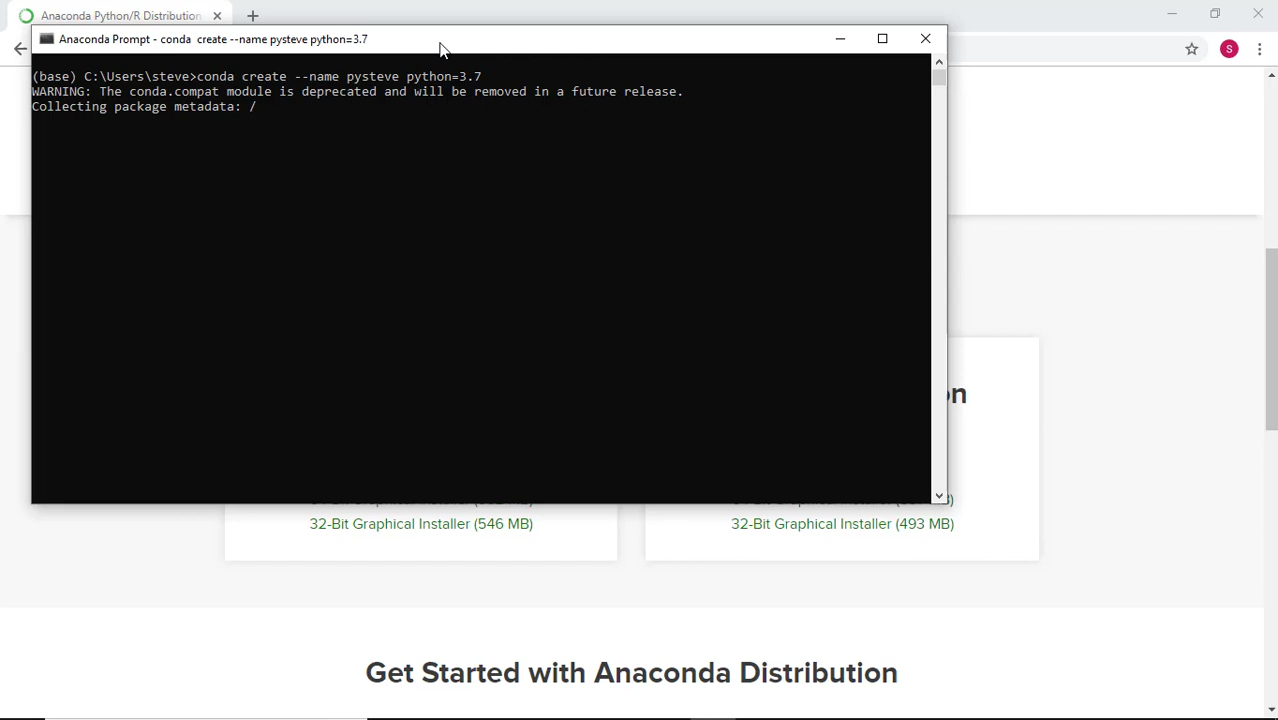 Anaconda Python/R Distribution
Anaconda Prompt - conda  create --name pysteve python=3.7
S
(base) C:\Users\steve>conda create --name pysteve python=3.7
WARNING: The conda.compat module is deprecated and will be removed in a future release.
Collecting package metadata: /
on
32-Bit Graphical Installer (546 MB)
32-Bit Graphical Installer (493 MB)
Get Started with Anaconda Distribution